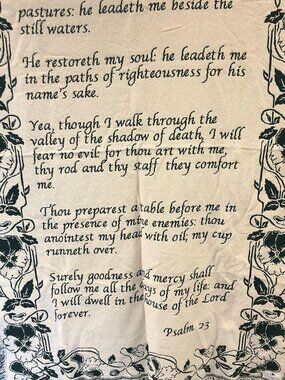 pastures: he leadeth me beside the
still waters.
He restoreth my soul: he leadeth me
in the paths of righteousness for his
name's sake.
Yea, though I walk through the
valley of the shadow of death, I will
fear no evil: for thou art with me,
thy rod and thy staff they comfort
me.
Thou preparest a table before me in
the presence of mine enemies: thou
anointest my head with oil; my cup
runneth over.
Surely goodness and mercy shall
follow me all the days of my life: and
I will dwell in the house of the Lord
forever.
Psalm 23